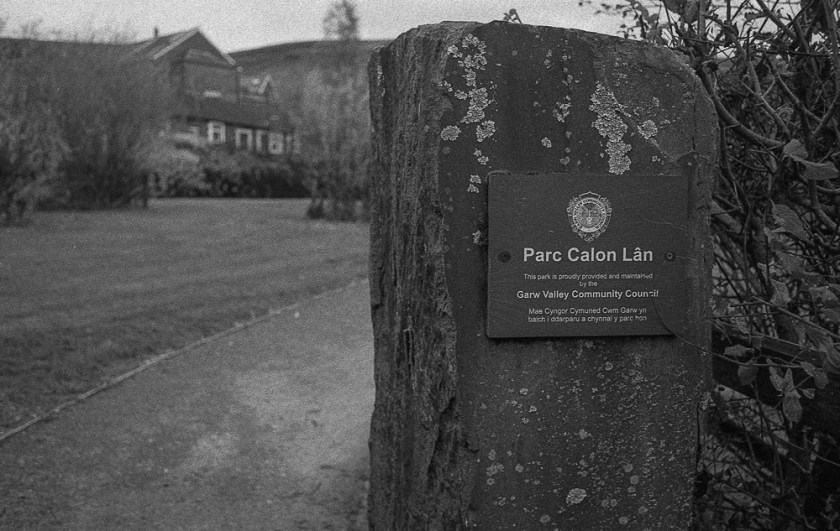 Parc Calon Lân
This park is proudly provided and maintained
by the
Garw Valley Community Council
Mae Cyngor Cymuned Cwm Garw yn
balch i ddarparu a chynnal y parc hon